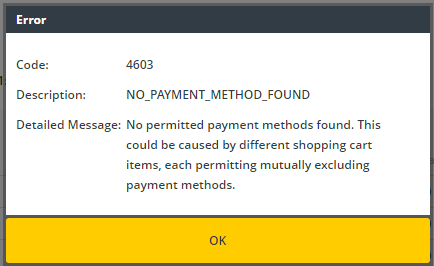 Error
Code: 4603
Description: NO_PAYMENT_METHOD_FOUND
Detailed Message: No permitted payment methods found. This
could be caused by different shopping cart
items, each permitting mutually excluding
payment methods.
OK